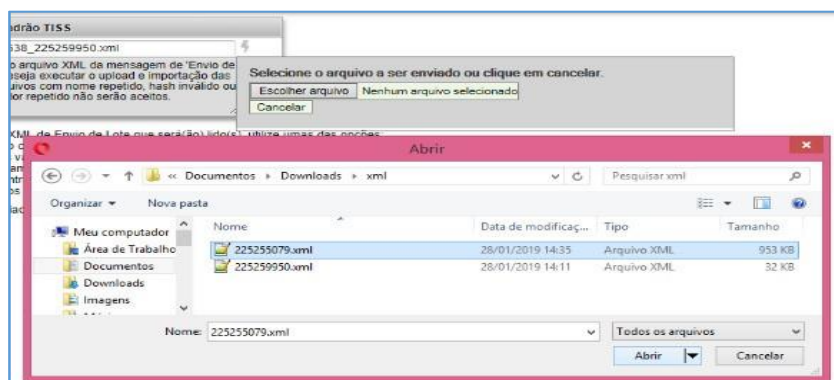 adrão TISS
538_225259950.xml
o arquivo XML da mensagem de 'Envio de
seja executar o upload e importação das
uivos com nome repetido, hash inválido ou
or repetido não serão aceitos.
Selecione o arquivo a ser enviado ou clique em cancelar.
Escolher arquivo Nenhum arquivo selecionado
Cancelar
XML de Envio de Lote que será(ão) lido(s), utilize umas das opções
Abrir
« Documentos Downloads xml
Pesquisar xml
Organizar Nova pasta
Meu computador
Área de Trabalho
Documentos
Downloads
Imagens
Nome Data de modificaç... Tipo Tamanho
225255079.xml 28/01/2019 14:35 Arquivo XML 953 KB
225259950.xml 28/01/2019 14:11 Arquivo XML 32 KB
Nome: 225255079.xml Todos os arquivos
Abrir Cancelar